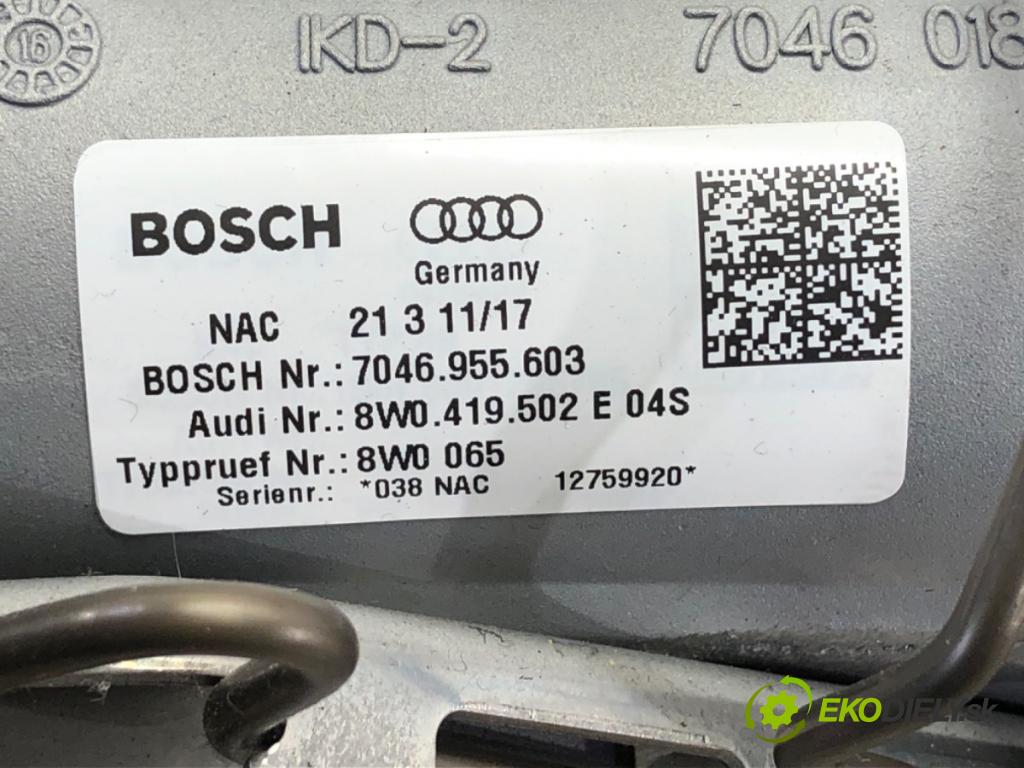 16 IKD-2 7046 018
BOSCH
Germany
NAC 21 3 11/17
BOSCH Nr.: 7046.955.603
Audi Nr.: 8W0.419.502 E 04S
Typpruef Nr.: 8W0 065
Serienr.: *038 NAC 12759920*
EKODIELY.sk